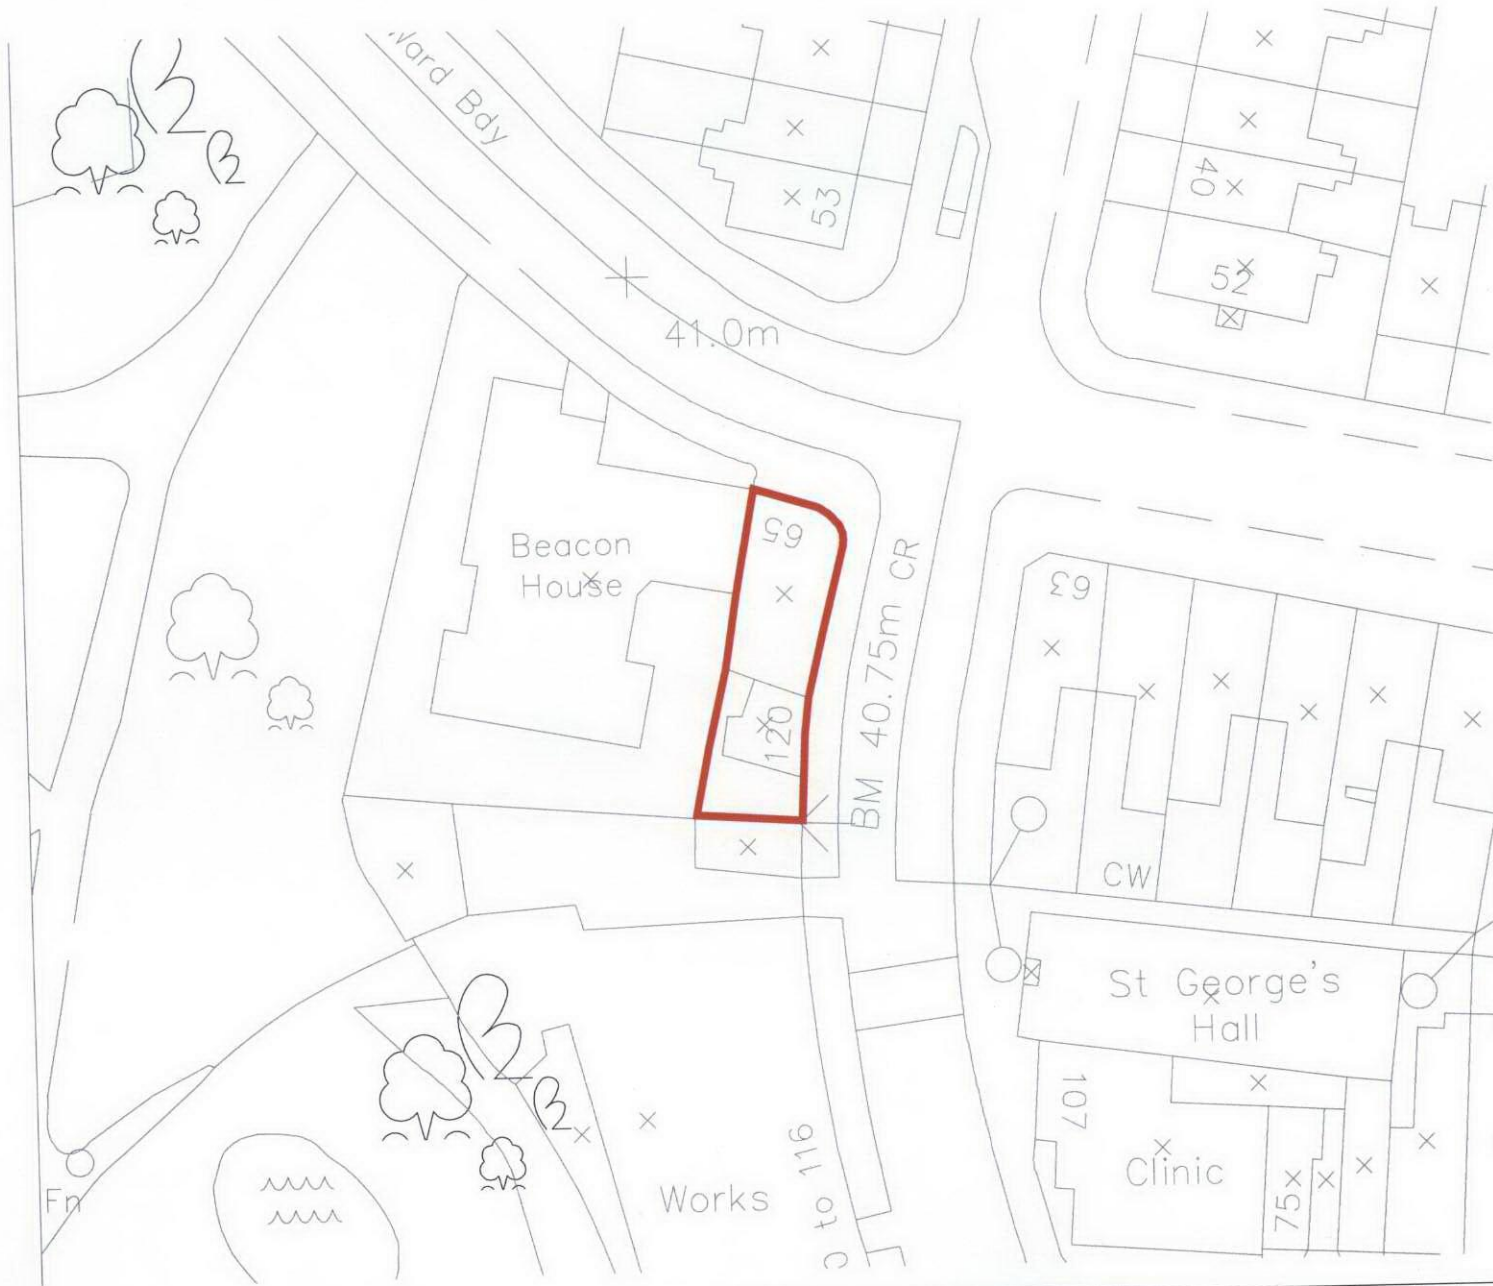 Ward Bdy
53
40
52
41.0m
65
Beacon
House
63
BM 40.75m CR
120
CW
St George's
Hall
107
Clinic
75
Works
C to 116
Fn